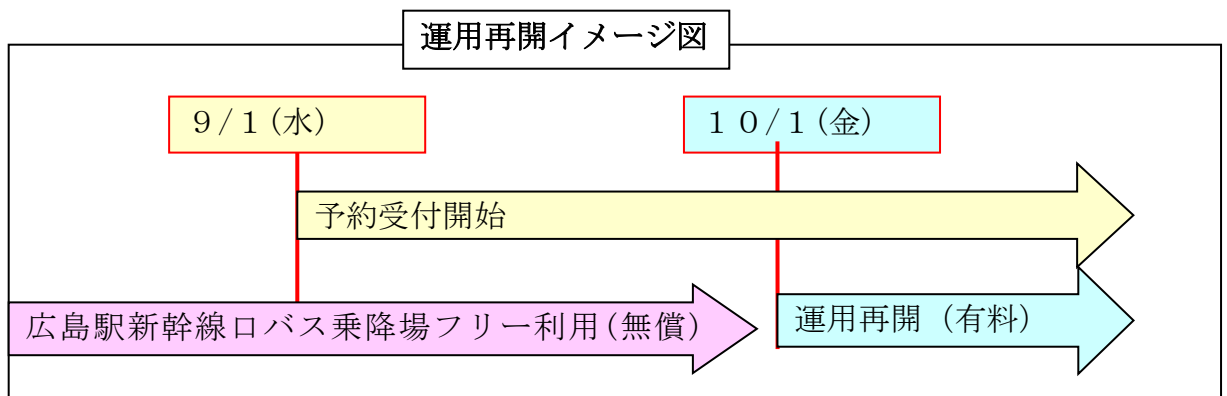 運用再開イメージ図
９/１(水)
１０/１(金)
予約受付開始
広島駅新幹線口バス乗降場フリー利用(無償)
運用再開（有料）